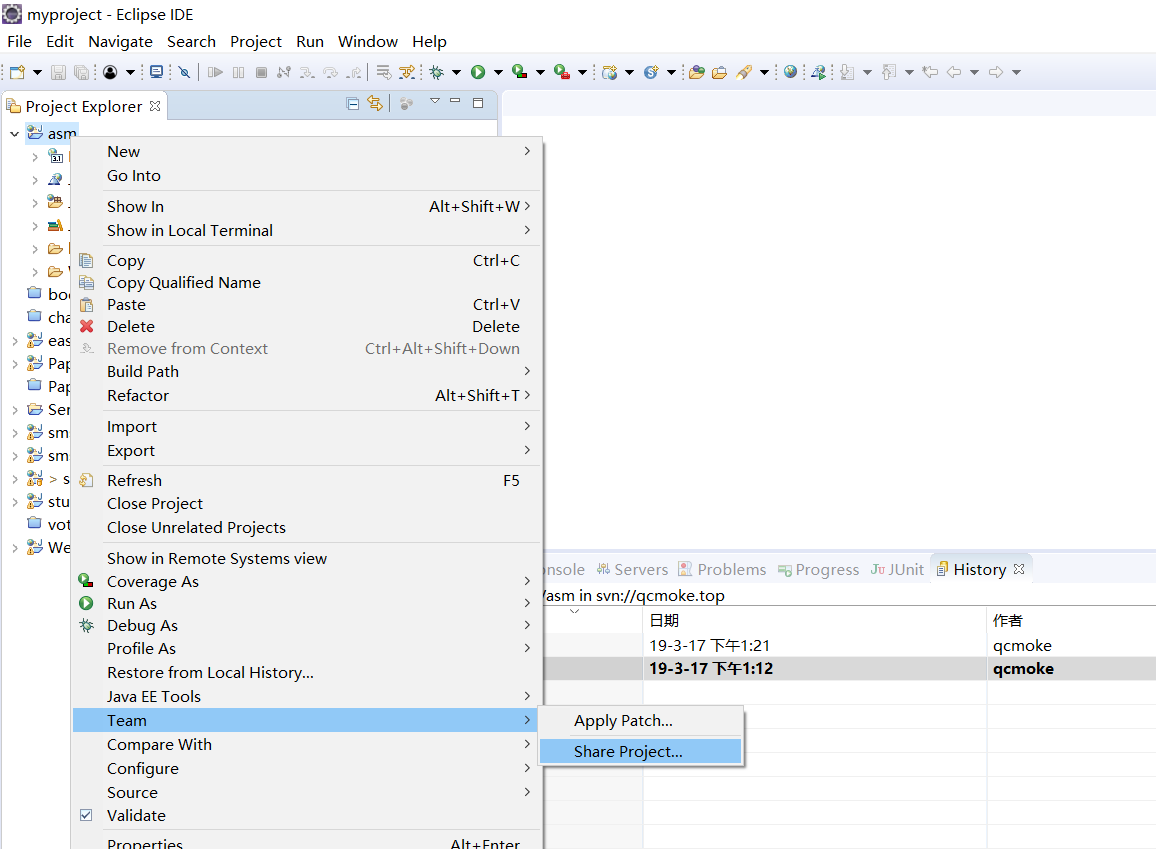 myproject - Eclipse IDE
File Edit Navigate Search Project Run Window Help
Project Explorer
asm
New
Go Into
Show In Alt+Shift+W
Show in Local Terminal
Copy Ctrl+C
Copy Qualified Name
Paste Ctrl+V
Delete Delete
Remove from Context Ctrl+Alt+Shift+Down
Build Path
Refactor Alt+Shift+T
Import
Export
Refresh F5
Close Project
Close Unrelated Projects
Show in Remote Systems view
Coverage As
Run As
Debug As
Profile As
Restore from Local History...
Java EE Tools
Team
Compare With
Configure
Source
Validate
Properties Alt+Enter
Apply Patch...
Share Project...
boo
cha
eas
Pap
Pap
Ser
sm
sm
> s
stu
vot
We
onsole Servers Problems Progress JUnit History
/asm in svn://qcmoke.top
日期 作者
19-3-17 下午1:21 qcmoke
19-3-17 下午1:12 qcmoke